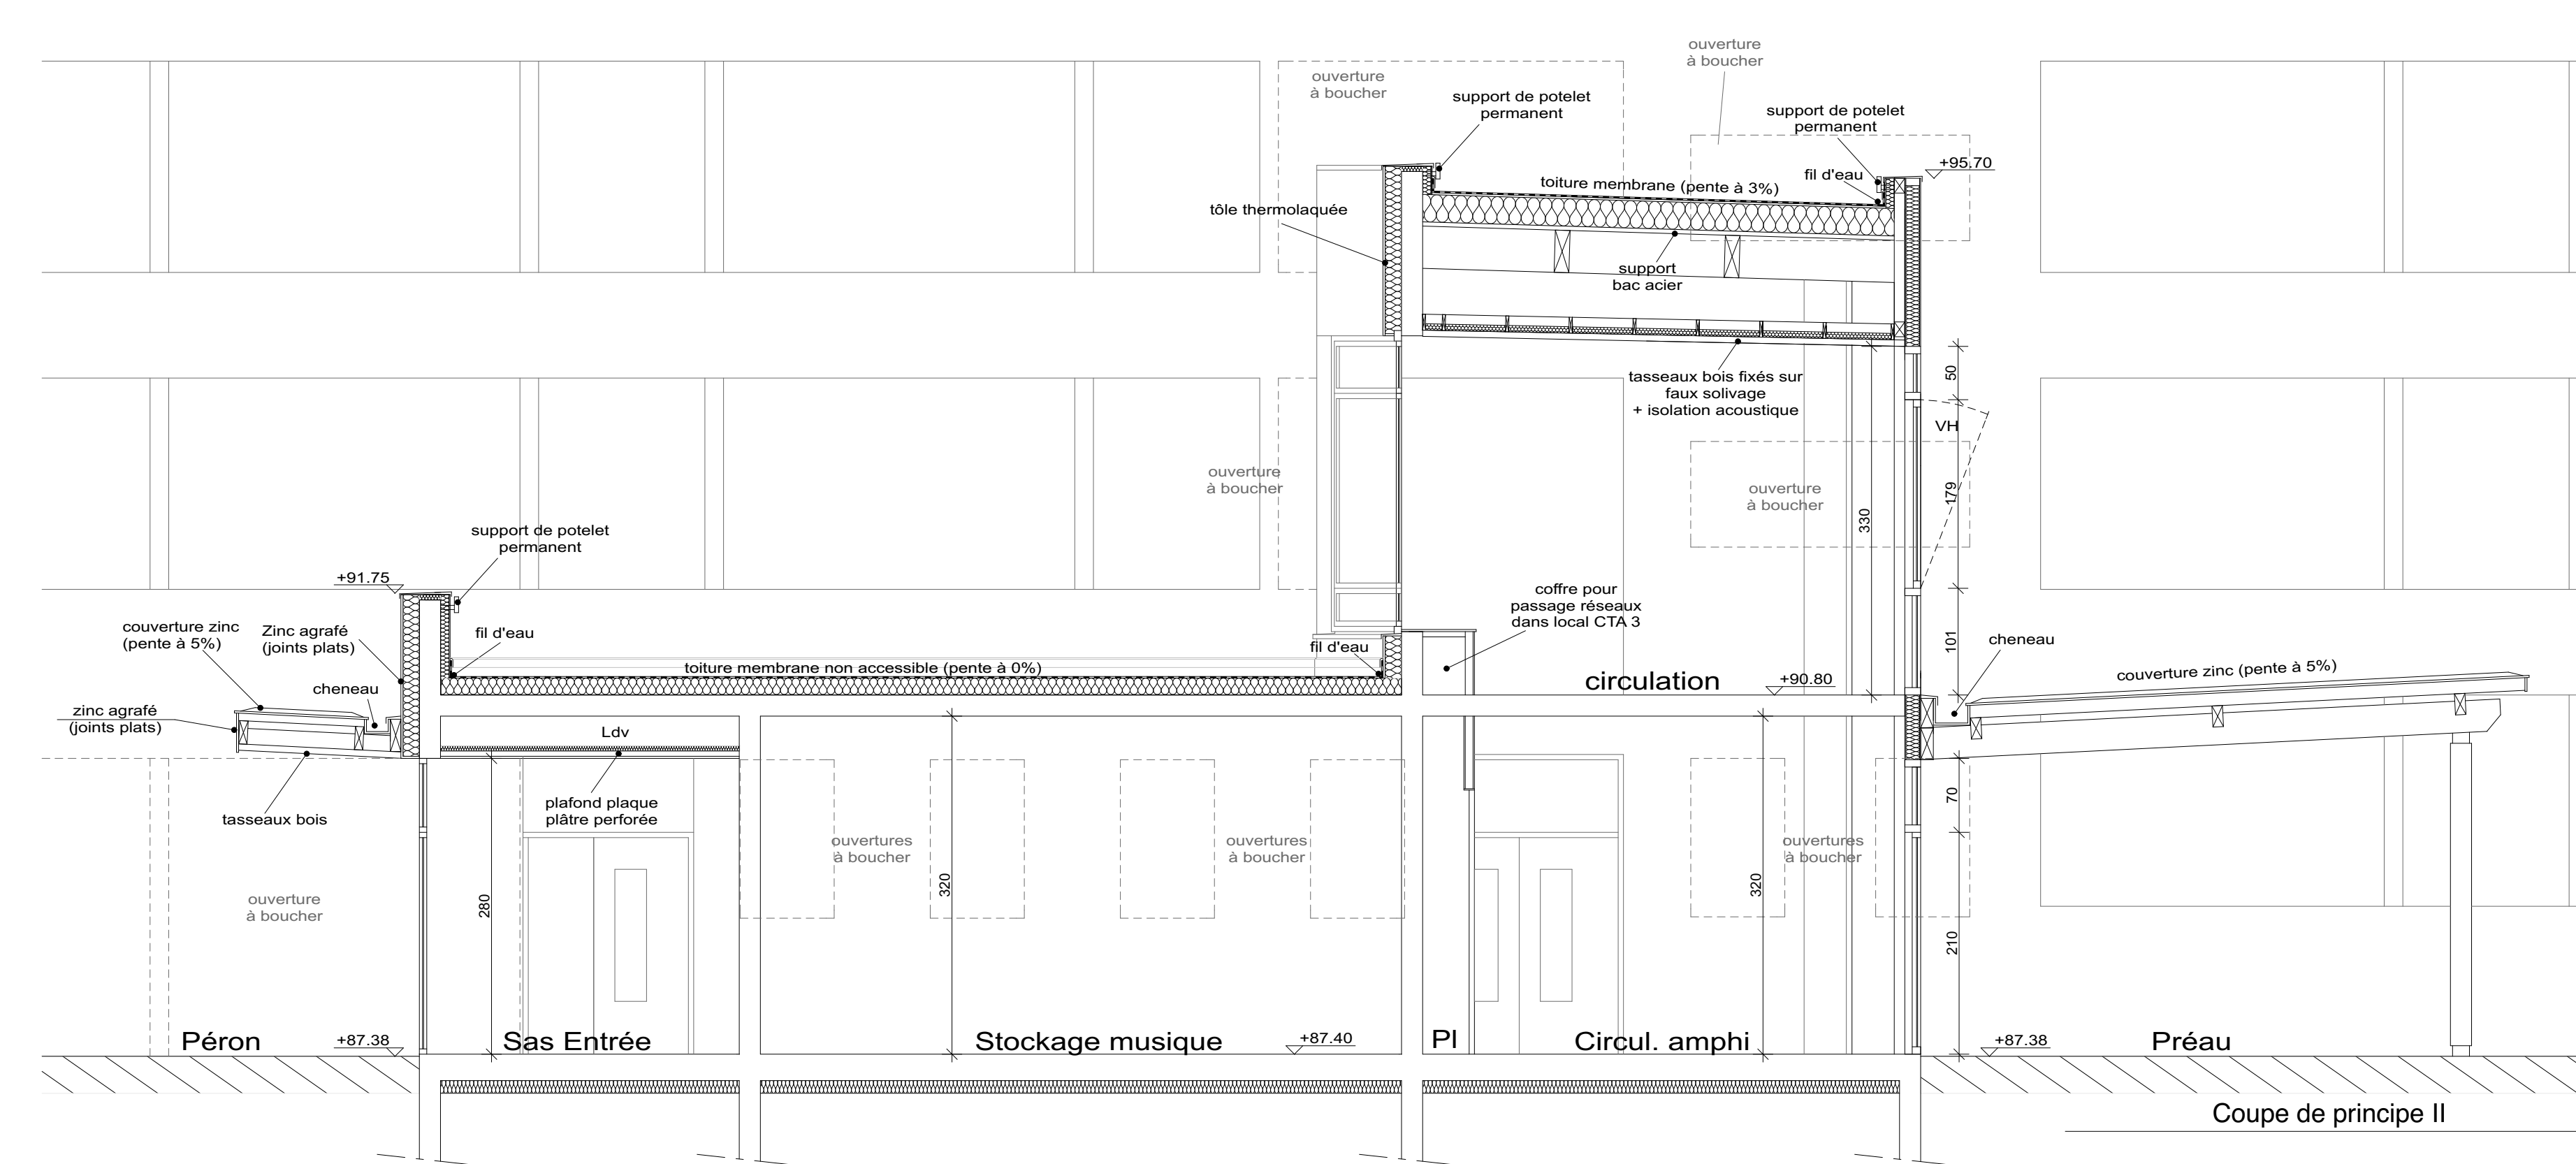 ouverture
à boucher
ouverture
à boucher
support de potelet
permanent
support de potelet
permanent
+95.70
fil d'eau
toiture membrane (pente à 3%)
tôle thermolaquée
support
bac acier
tasseaux bois fixés sur
faux solivage
+ isolation acoustique
50
VH
179
330
101
ouverture
à boucher
ouverture
à boucher
support de potelet
permanent
+91.75
couverture zinc
(pente à 5%)
Zinc agrafé
(joints plats)
fil d'eau
cheneau
zinc agrafé
(joints plats)
toiture membrane non accessible (pente à 0%)
fil d'eau
coffre pour
passage réseaux
dans local CTA 3
circulation
+90.80
cheneau
couverture zinc (pente à 5%)
Ldv
plafond plaque
plâtre perforée
tasseaux bois
ouverture
à boucher
280
ouvertures
à boucher
320
ouvertures
à boucher
320
ouvertures
à boucher
70
210
Péron
+87.38
Sas Entrée
Stockage musique
+87.40
Pl
Circul. amphi
+87.38
Préau
Coupe de principe II